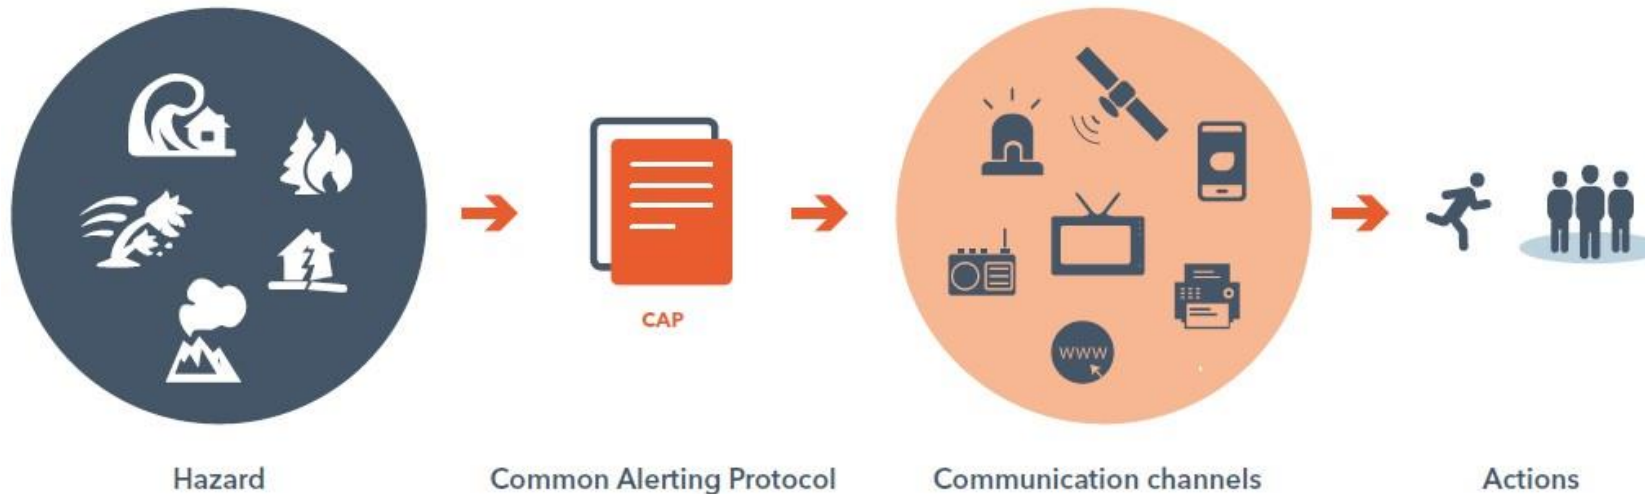 CAP
www
Hazard
Common Alerting Protocol
Communication channels
Actions